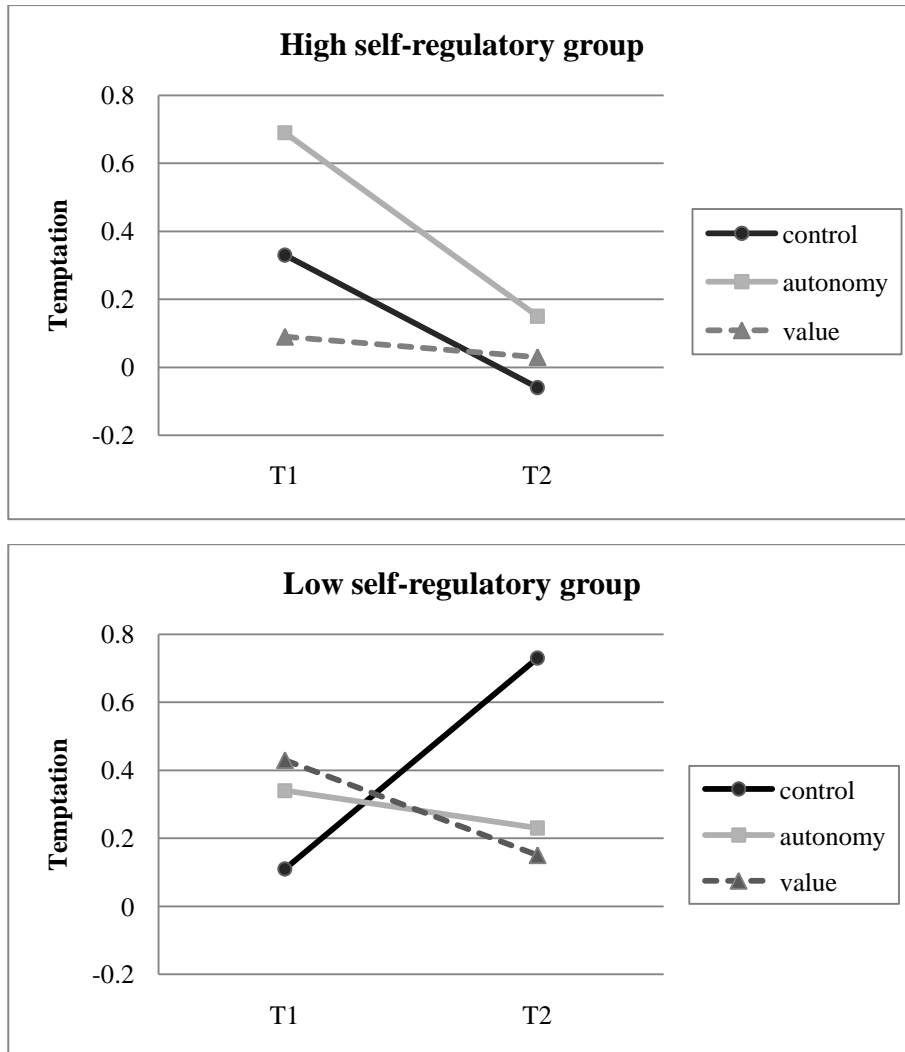 High self-regulatory group
0.8
0.6
0.4
0.2
0
-0.2
Temptation
T1 T2
control
autonomy
value
Low self-regulatory group
0.8
0.6
0.4
0.2
0
-0.2
Temptation
T1 T2
control
autonomy
value